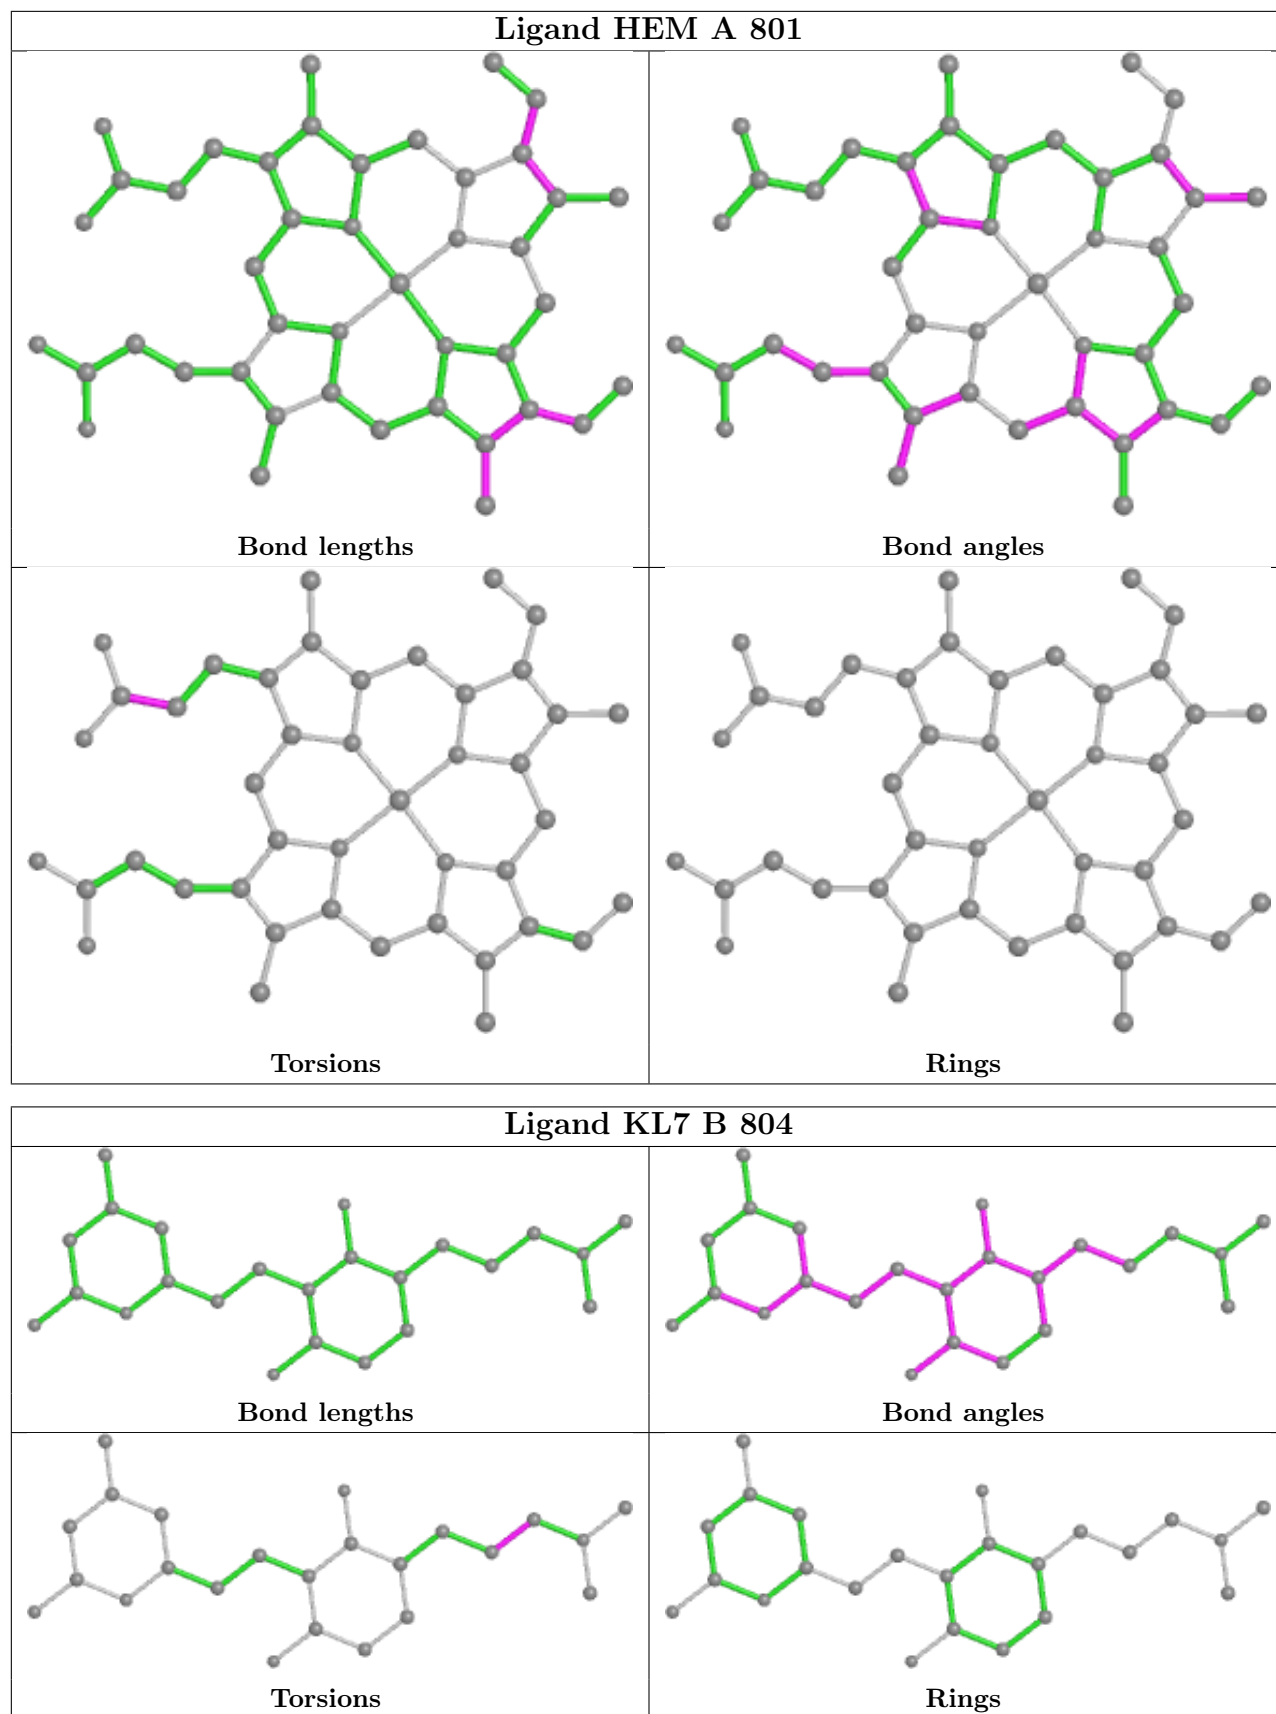 Ligand HEM A 801
Bond lengths
Bond angles
Torsions
Rings
Ligand KL7 B 804
Bond lengths
Bond angles
Torsions
Rings